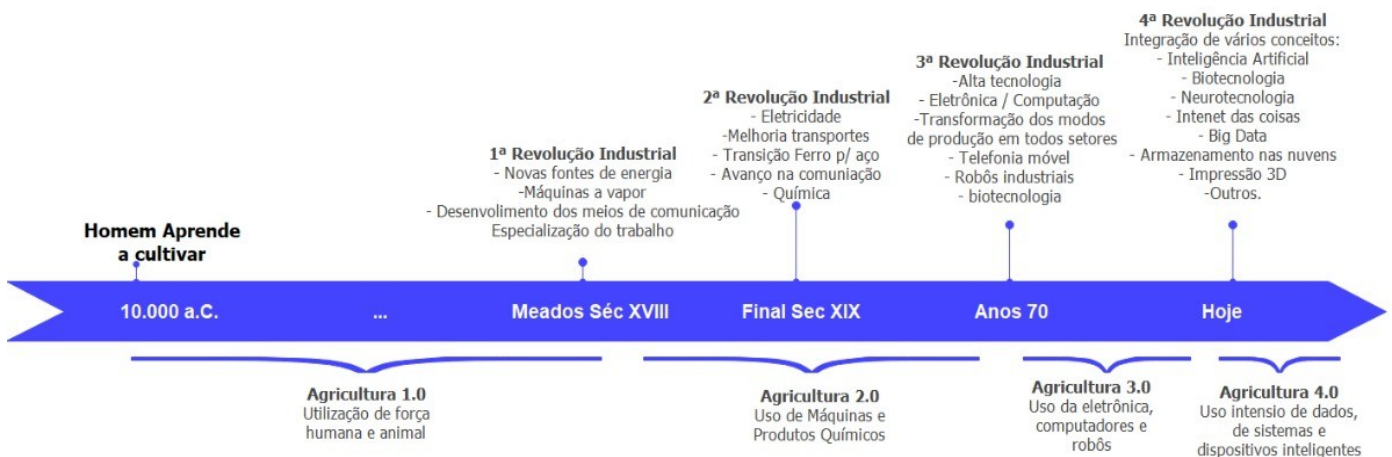 Homem Aprende
a cultivar
1ª Revolução Industrial
- Novas fontes de energia
-Máquinas a vapor
- Desenvolimento dos meios de comunicação
Especialização do trabalho
2ª Revolução Industrial
- Eletricidade
-Melhoria transportes
- Transição Ferro p/ aço
- Avanço na comuniação
- Química
3ª Revolução Industrial
-Alta tecnologia
- Eletrônica / Computação
-Transformação dos modos
de produção em todos setores
- Telefonia móvel
- Robôs industriais
- biotecnologia
4ª Revolução Industrial
Integração de vários conceitos:
- Inteligência Artificial
- Biotecnologia
- Neurotecnologia
- Intenet das coisas
- Big Data
- Armazenamento nas nuvens
- Impressão 3D
-Outros.
10.000 a.C.
...
Meados Séc XVIII
Final Sec XIX
Anos 70
Hoje
Agricultura 1.0
Utilização de força
humana e animal
Agricultura 2.0
Uso de Máquinas e
Produtos Químicos
Agricultura 3.0
Uso da eletrônica,
computadores e
robôs
Agricultura 4.0
Uso intensio de dados,
de sistemas e
dispositivos inteligentes